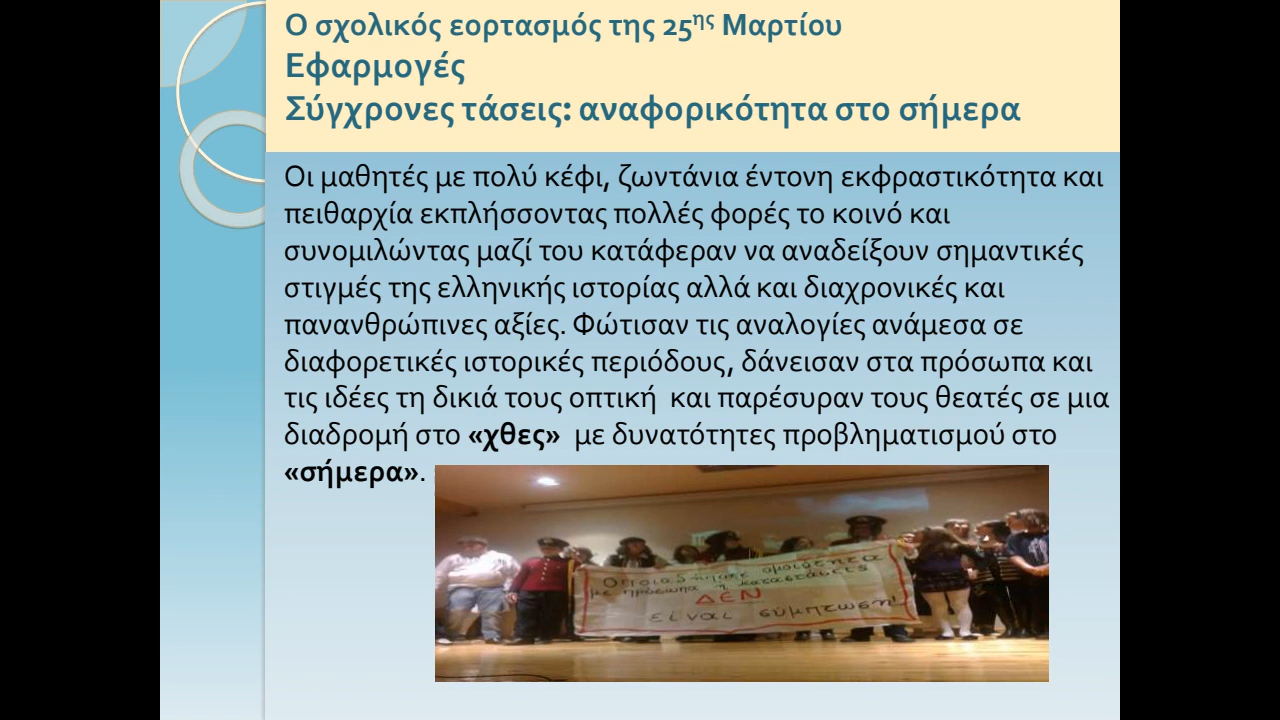 Ο σχολικός εορτασμός της 25ης Μαρτίου
Εφαρμογές
Σύγχρονες τάσεις: αναφορικότητα στο σήμερα
Οι μαθητές με πολύ κέφι, ζωντάνια έντονη εκφραστικότητα και
πειθαρχία εκπλήσσοντας πολλές φορές το κοινό και
συνομιλώντας μαζί του κατάφεραν να αναδείξουν σημαντικές
στιγμές της ελληνικής ιστορίας αλλά και διαχρονικές και
πανανθρώπινες αξίες. Φώτισαν τις αναλογίες ανάμεσα σε
διαφορετικές ιστορικές περιόδους, δάνεισαν στα πρόσωπα και
τις ιδέες τη δικιά τους οπτική και παρέσυραν τους θεατές σε μια
διαδρομή στο «χθες» με δυνατότητες προβληματισμού στο
«σήμερα».
Οποιαδήποτε ομοιότητα
με πρόσωπα ή καταστάσεις
ΔΕΝ
είναι σύμπτωση!